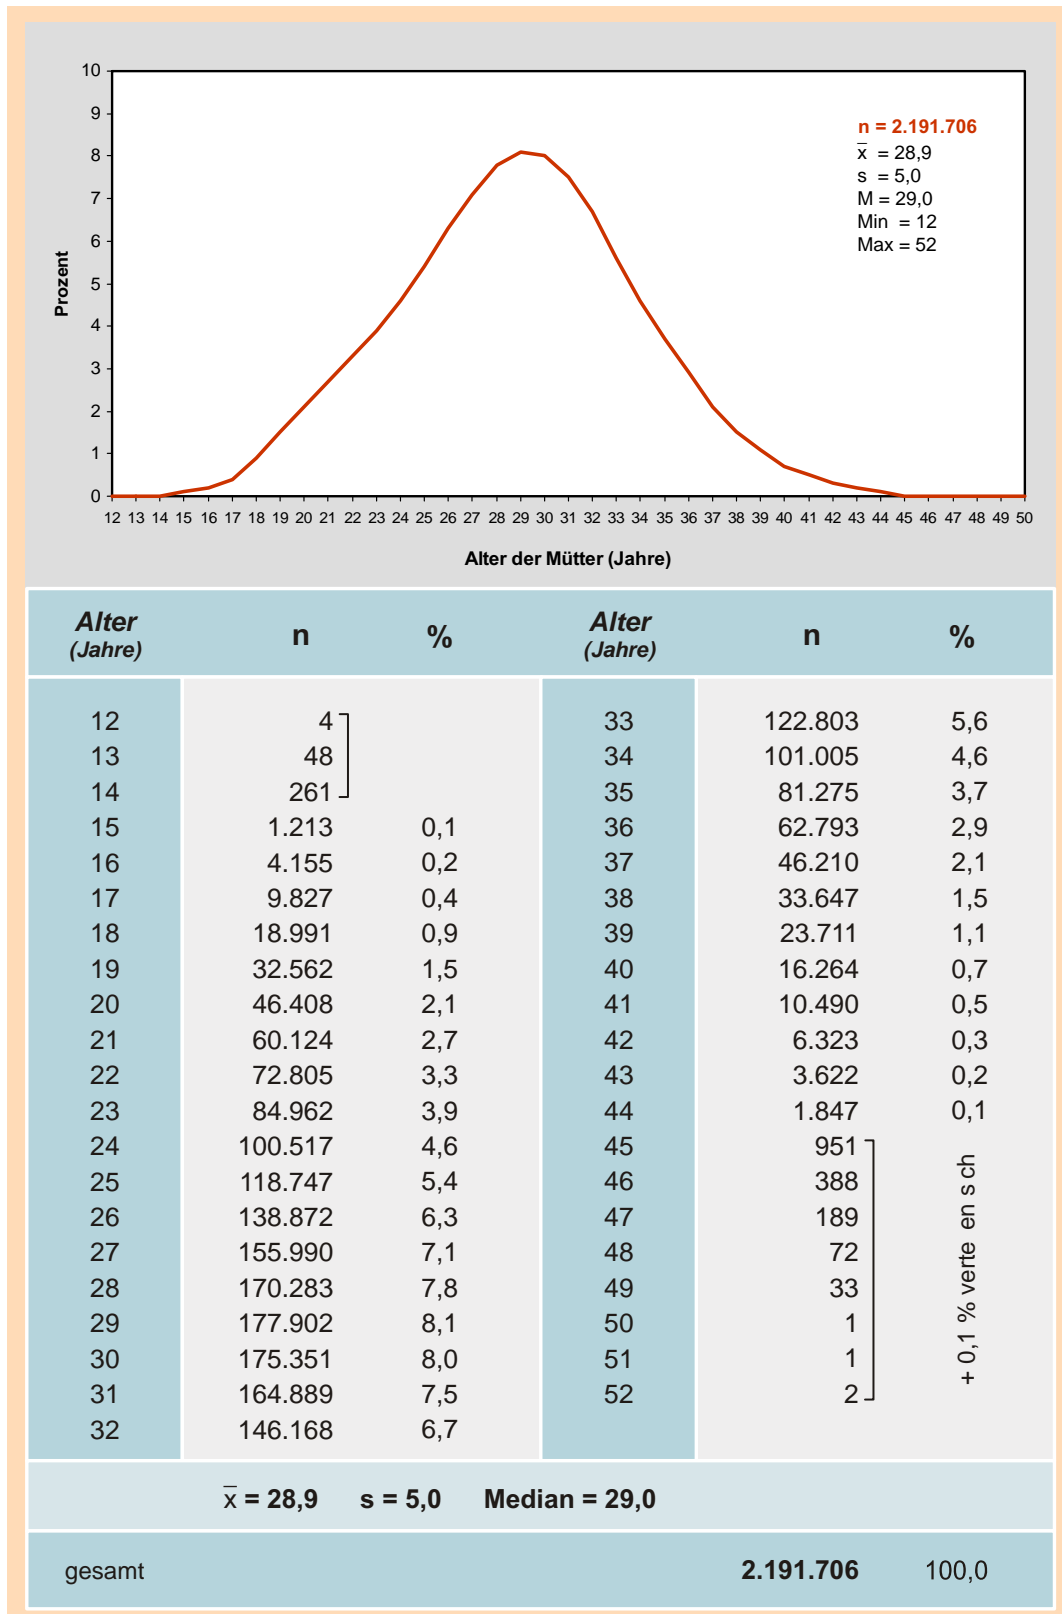 10
9
8
7
6
5
4
3
2
1
0
Prozent
n = 2.191.706
x̅ = 28,9
s = 5,0
M = 29,0
Min = 12
Max = 52
12 13 14 15 16 17 18 19 20 21 22 23 24 25 26 27 28 29 30 31 32 33 34 35 36 37 38 39 40 41 42 43 44 45 46 47 48 49 50
Alter der Mütter (Jahre)
Alter n % Alter n %
(Jahre) (Jahre)
12 4 33 122.803 5,6
13 48 34 101.005 4,6
14 261 35 81.275 3,7
15 1.213 0,1 36 62.793 2,9
16 4.155 0,2 37 46.210 2,1
17 9.827 0,4 38 33.647 1,5
18 18.991 0,9 39 23.711 1,1
19 32.562 1,5 40 16.264 0,7
20 46.408 2,1 41 10.490 0,5
21 60.124 2,7 42 6.323 0,3
22 72.805 3,3 43 3.622 0,2
23 84.962 3,9 44 1.847 0,1
24 100.517 4,6 45 951
25 118.747 5,4 46 388
26 138.872 6,3 47 189
27 155.990 7,1 48 72
28 170.283 7,8 49 33
29 177.902 8,1 50 1
30 175.351 8,0 51 1
31 164.889 7,5 52 2
32 146.168 6,7
+ 0,1 % verte en s ch
x̅ = 28,9 s = 5,0 Median = 29,0
gesamt 2.191.706 100,0